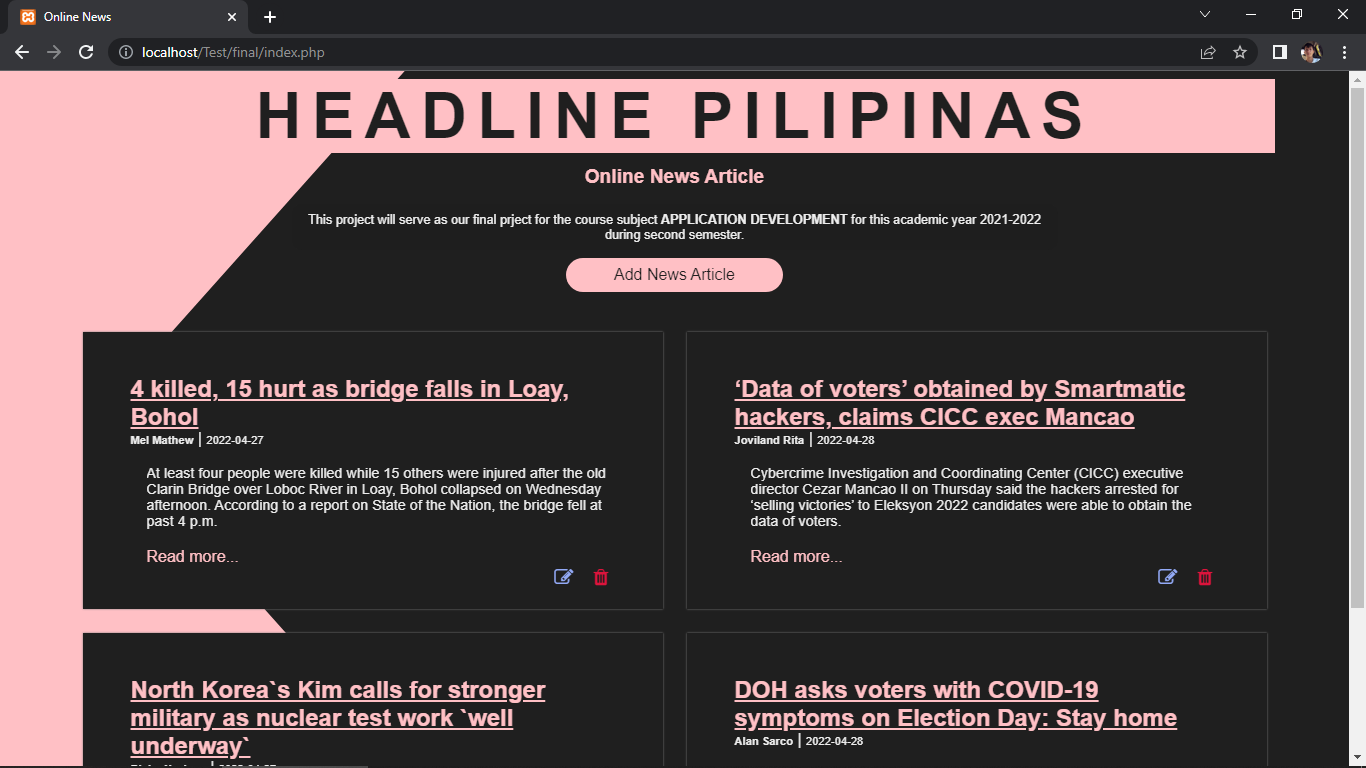 Online News
localhost/Test/final/index.php
HEADLINE PILIPINAS
Online News Article
This project will serve as our final prject for the course subject APPLICATION DEVELOPMENT for this academic year 2021-2022
during second semester.
Add News Article
4 killed, 15 hurt as bridge falls in Loay,
Bohol
Mel Mathew | 2022-04-27
At least four people were killed while 15 others were injured after the old
Clarin Bridge over Loboc River in Loay, Bohol collapsed on Wednesday
afternoon. According to a report on State of the Nation, the bridge fell at
past 4 p.m.
Read more...
‘Data of voters’ obtained by Smartmatic
hackers, claims CICC exec Mancao
Joviland Rita | 2022-04-28
Cybercrime Investigation and Coordinating Center (CICC) executive
director Cezar Mancao II on Thursday said the hackers arrested for
‘selling victories’ to Eleksyon 2022 candidates were able to obtain the
data of voters.
Read more...
North Korea`s Kim calls for stronger
military as nuclear test work `well
underway`
DOH asks voters with COVID-19
symptoms on Election Day: Stay home
Alan Sarco | 2022-04-28